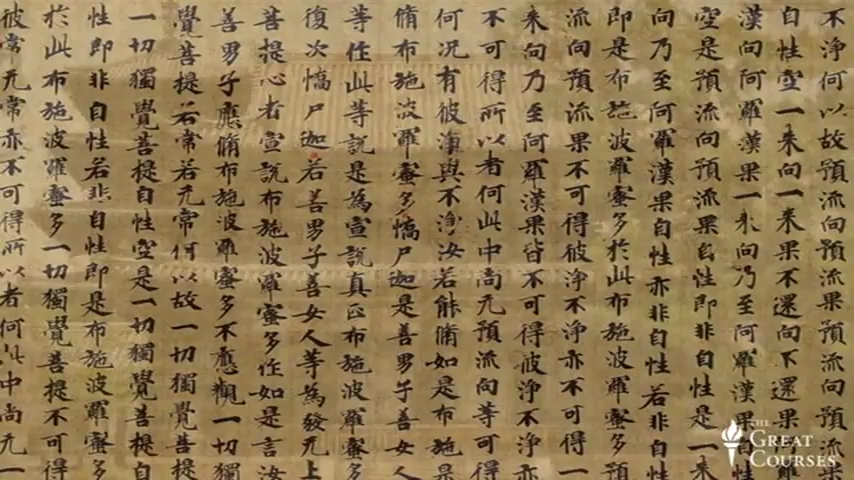 不淨何以故預流向預流果預流向預流果
自性空一來向一來果不還向不還果
漢向阿羅漢果一來向乃至阿羅漢果自性
空是預流向預流果自性即非自性是一來
向乃至阿羅漢果自性亦非自性若非自性
即是布施波羅蜜多於此布施波羅蜜多預
流向預流果不可得彼淨不淨亦不可得一
來向乃至阿羅漢果皆不可得彼淨不淨亦
不可得所以者何此中尚无預流向等可得
何況有彼淨與不淨汝若能脩如是布施是
脩布施波羅蜜多憍尸迦是善男子善女人
等作此等說是為宣說真正布施波羅蜜多
復次憍尸迦若善男子善女人等為發无上
菩提心者宣說布施波羅蜜多作如是言汝
善男子應脩布施波羅蜜多不應觀一切獨
覺菩提若常若无常何以故一切獨覺菩提
一切獨覺菩提自性空是一切獨覺菩提自
性即非自性若非自性即是布施波羅蜜多
於此布施波羅蜜多一切獨覺菩提不可得
彼常无常亦不可得所以者何此中尚无一
THE
GREAT
COURSES